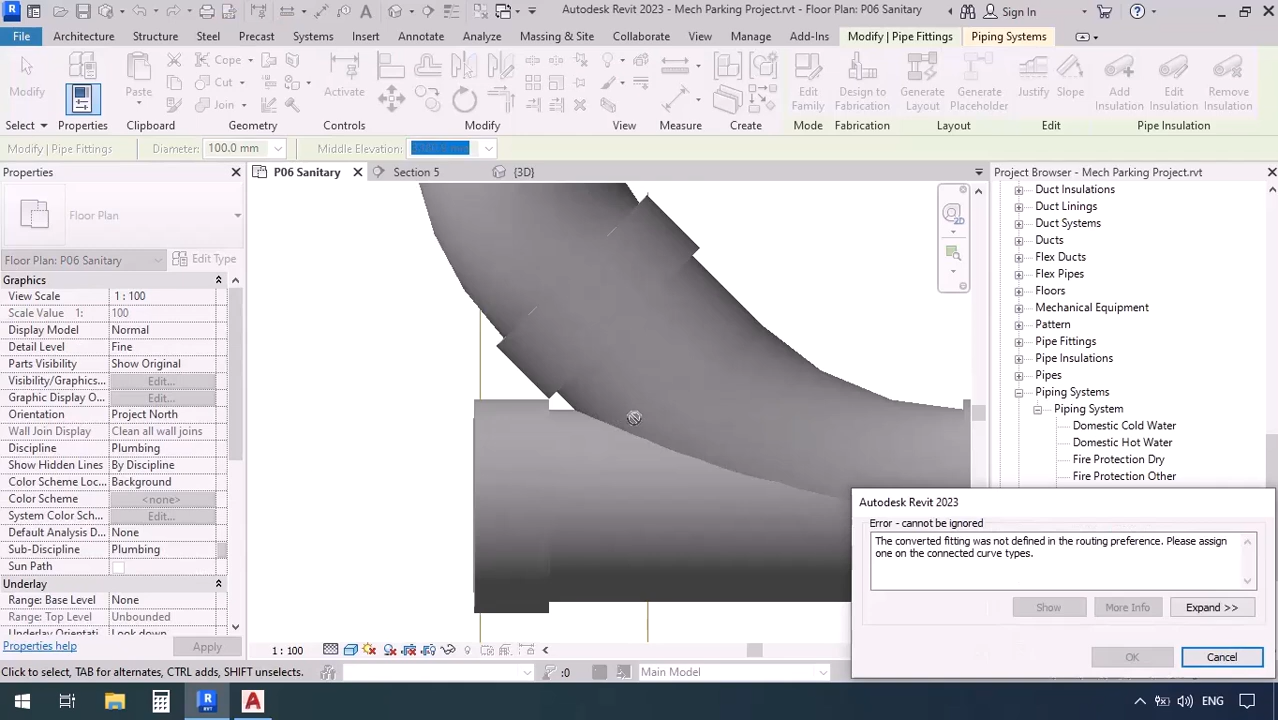 Autodesk Revit 2023 - Mech Parking Project.rvt - Floor Plan: P06 Sanitary
Sign In
File
Architecture
Structure
Steel
Precast
Systems
Insert
Annotate
Analyze
Massing & Site
Collaborate
View
Manage
Add-Ins
Modify | Pipe Fittings
Piping Systems
Modify
Paste
Cope
Cut
Join
Activate
Edit Family
Design to Fabrication
Generate Layout
Generate Placeholder
Justify
Slope
Add Insulation
Edit Insulation
Remove Insulation
Select
Properties
Clipboard
Geometry
Controls
Modify
View
Measure
Create
Mode
Fabrication
Layout
Edit
Pipe Insulation
Modify | Pipe Fittings
Diameter: 100.0 mm
Middle Elevation:
Properties
P06 Sanitary
Section 5
{3D}
Project Browser - Mech Parking Project.rvt
Floor Plan
Floor Plan: P06 Sanitary
Edit Type
Graphics
View Scale 1 : 100
Scale Value 1: 100
Display Model Normal
Detail Level Fine
Parts Visibility Show Original
Visibility/Graphics... Edit...
Graphic Display O... Edit...
Orientation Project North
Wall Join Display Clean all wall joins
Discipline Plumbing
Show Hidden Lines By Discipline
Color Scheme Loc... Background
Color Scheme <none>
System Color Sch... Edit...
Default Analysis D... None
Sub-Discipline Plumbing
Sun Path
Underlay
Range: Base Level None
Range: Top Level Unbounded
Underlay Orientati... Look down
Properties help
Apply
2D
Duct Insulations
Duct Linings
Duct Systems
Ducts
Flex Ducts
Flex Pipes
Floors
Mechanical Equipment
Pattern
Pipe Fittings
Pipe Insulations
Pipes
Piping Systems
Piping System
Domestic Cold Water
Domestic Hot Water
Fire Protection Dry
Fire Protection Other
Autodesk Revit 2023
Error - cannot be ignored
The converted fitting was not defined in the routing preference. Please assign
one on the connected curve types.
Show
More Info
Expand >>
OK
Cancel
1 : 100
Click to select, TAB for alternates, CTRL adds, SHIFT unselects.
:0
Main Model
ENG